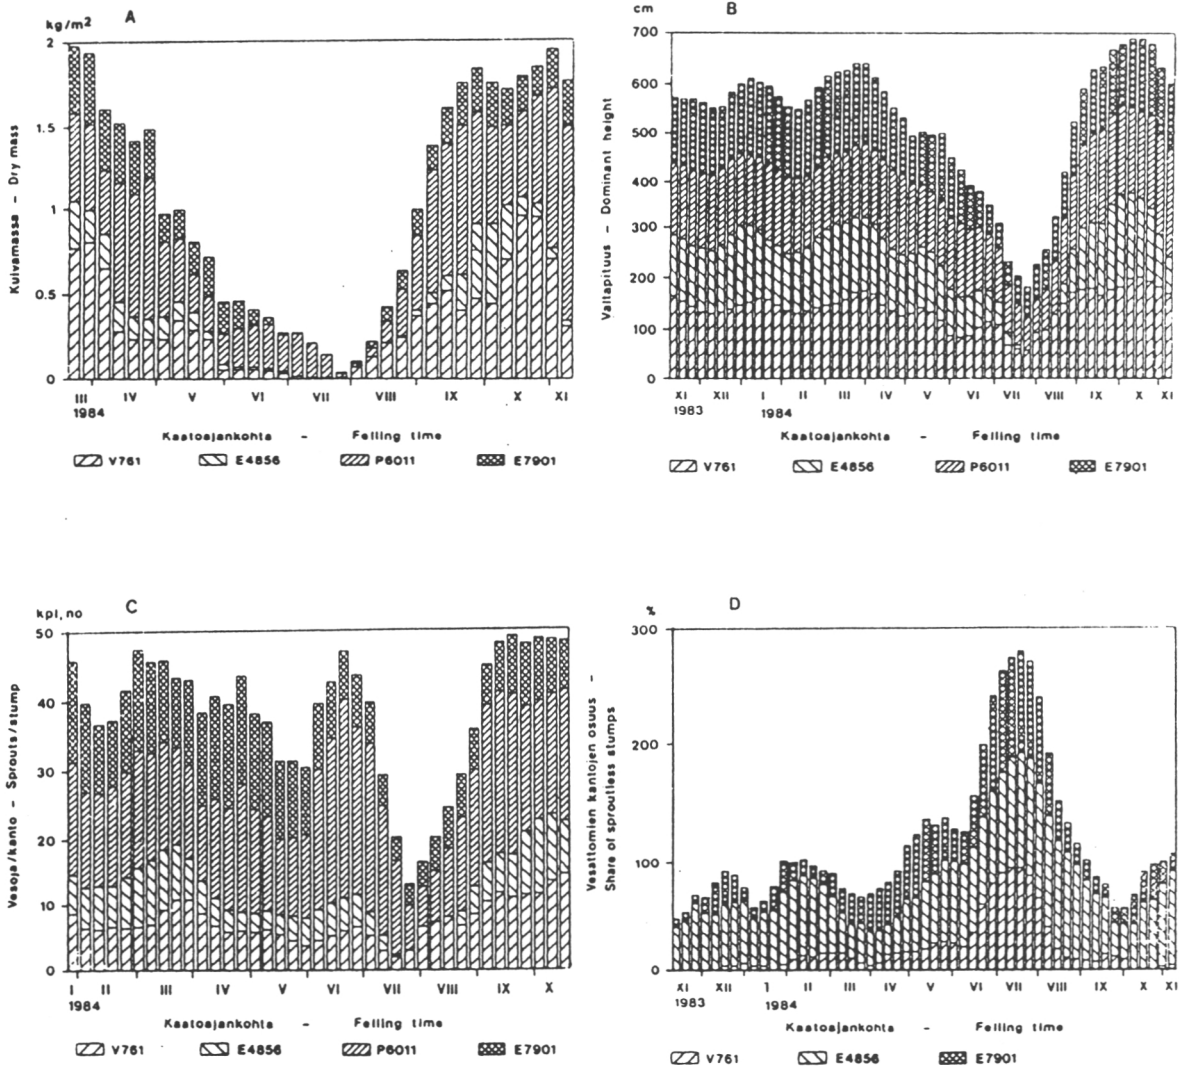 A
kg/m2
Kuivamassa - Dry mass
2
1.5
1
0.5
0
III IV V VI VII VIII IX X XI
1984
Kaatoajankohta - Felling time
V761 E4856 P6011 E7901
B
cm
Valtapituus - Dominant height
700
600
500
400
300
200
100
0
XI XII I II III IV V VI VII VIII IX X XI
1983 1984
Kaatoajankohta - Felling time
V761 E4856 P6011 E7901
C
kpl, no
Vesoja/kanto - Sprouts/stump
50
40
30
20
10
0
I II III IV V VI VII VIII IX X
1984
Kaatoajankohta - Felling time
V761 E4856 P6011 E7901
D
%
Vesattomien kantojen osuus -
Share of sproutless stumps
300
200
100
0
XI XII I II III IV V VI VII VIII IX X XI
1983 1984
Kaatoajankohta - Felling time
V761 E4856 E7901